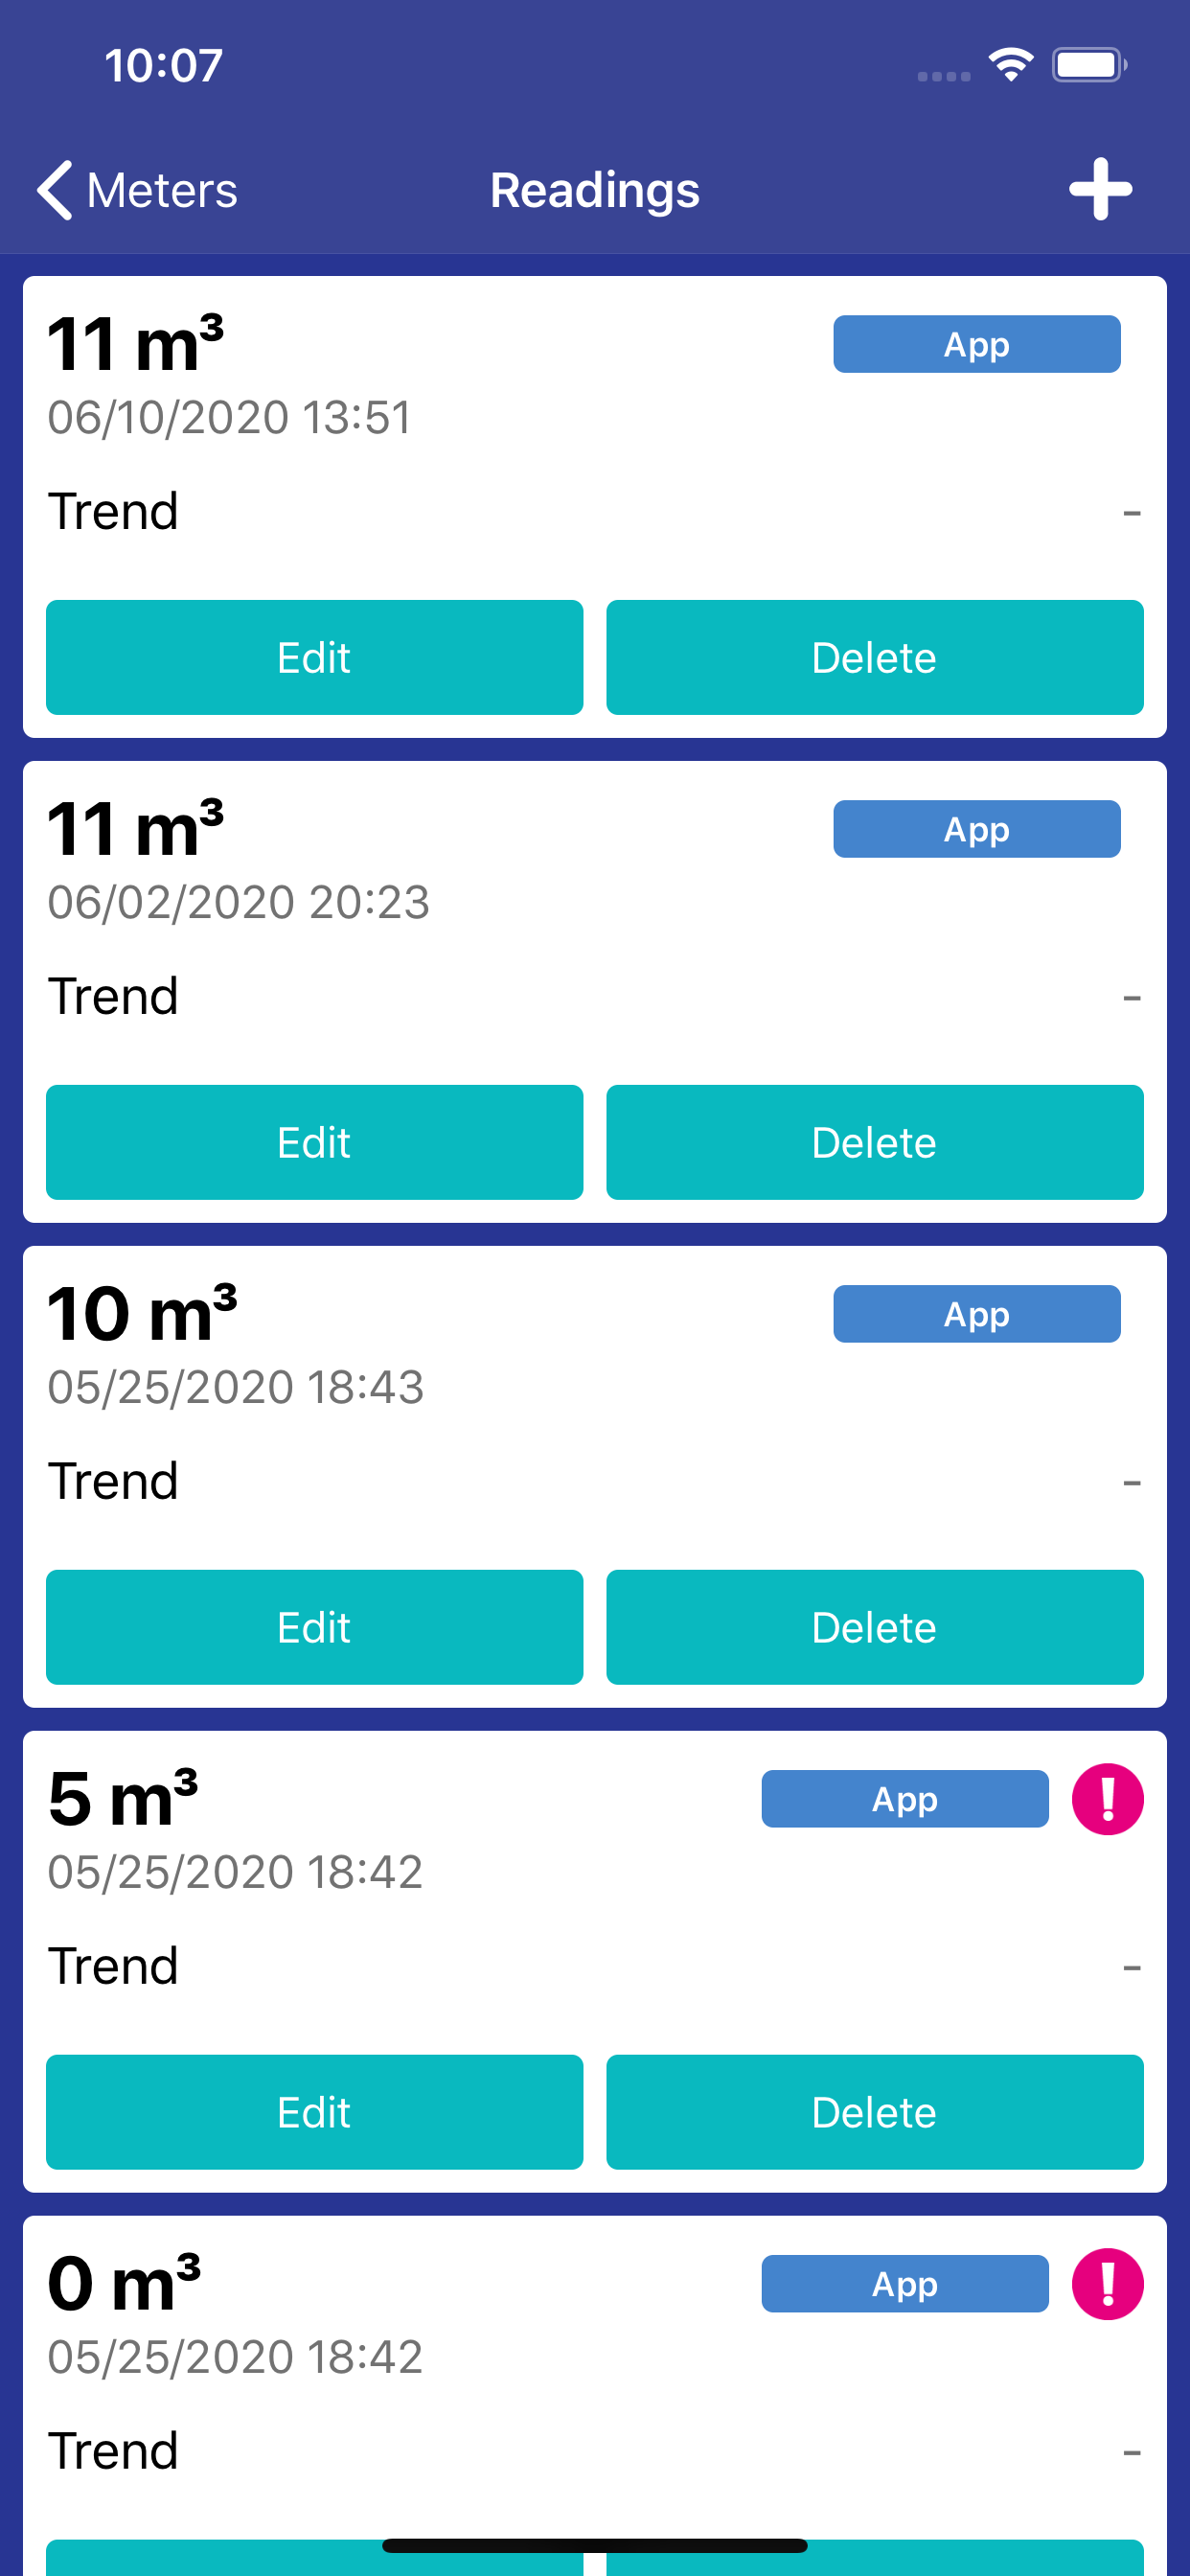 10:07
Meters
Readings
11 m³
App
06/10/2020 13:51
Trend
-
Edit
Delete
11 m³
App
06/02/2020 20:23
Trend
-
Edit
Delete
10 m³
App
05/25/2020 18:43
Trend
-
Edit
Delete
5 m³
App
!
05/25/2020 18:42
Trend
-
Edit
Delete
0 m³
App
!
05/25/2020 18:42
Trend
-